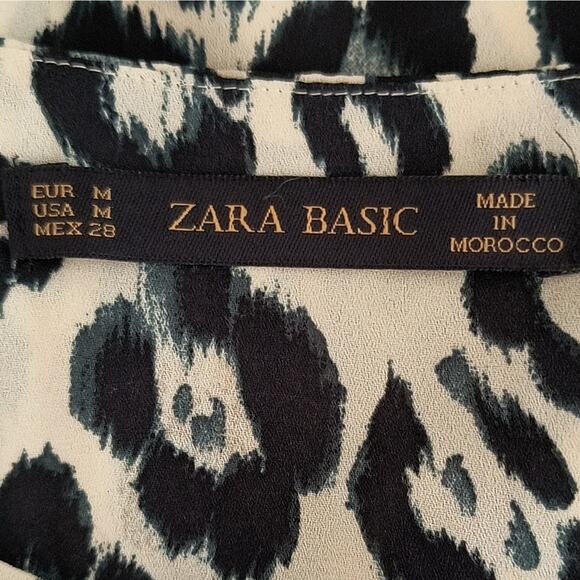 EUR M
USA M
MEX 28
ZARA BASIC
MADE
IN
MOROCCO